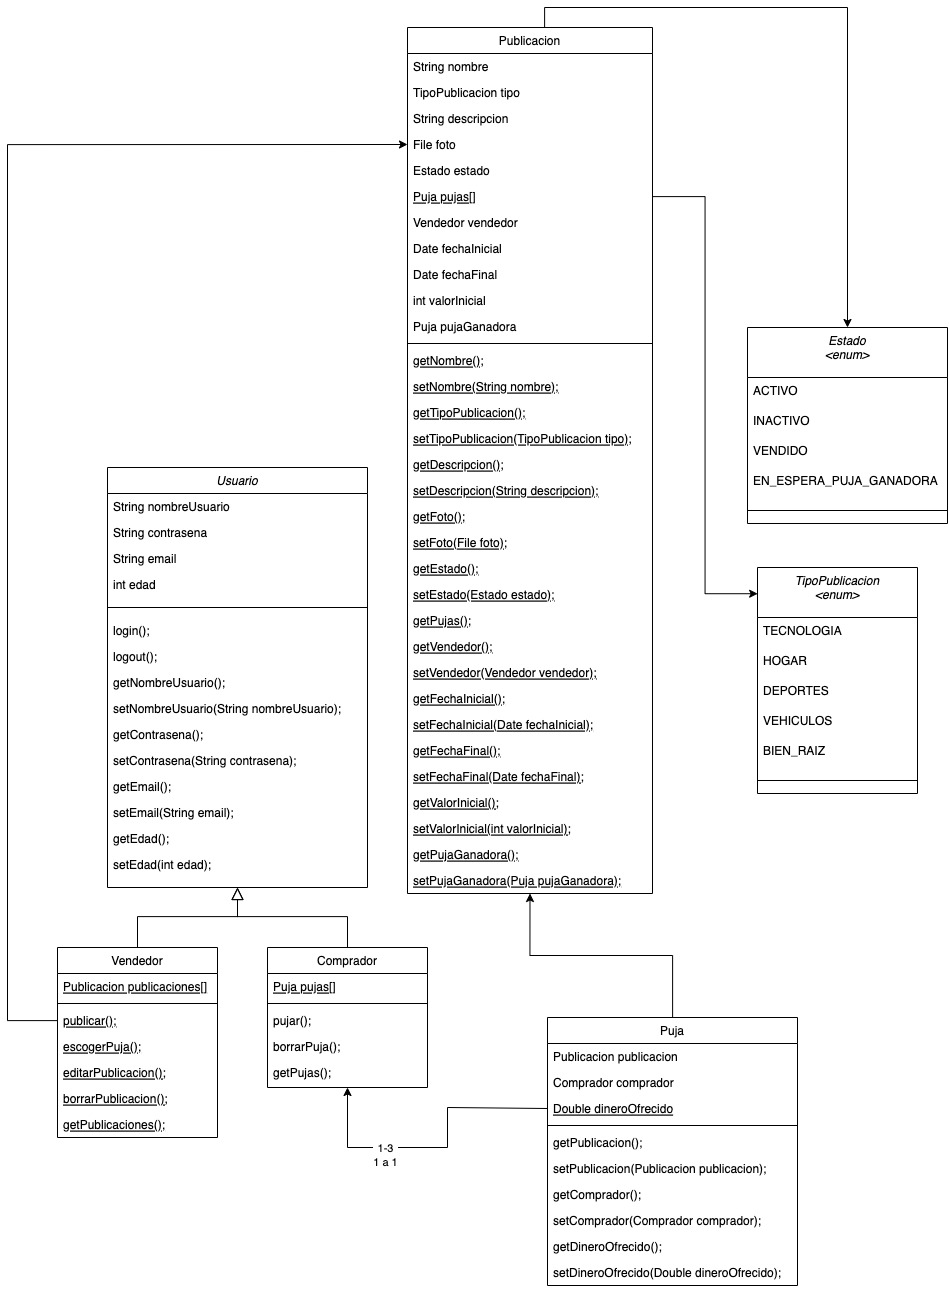 Publicacion
String nombre
TipoPublicacion tipo
String descripcion
File foto
Estado estado
Puja pujas[]
Vendedor vendedor
Date fechaInicial
Date fechaFinal
int valorInicial
Puja pujaGanadora
getNombre();
setNombre(String nombre);
getTipoPublicacion();
setTipoPublicacion(TipoPublicacion tipo);
getDescripcion();
setDescripcion(String descripcion);
getFoto();
setFoto(File foto);
getEstado();
setEstado(Estado estado);
getPujas();
getVendedor();
setVendedor(Vendedor vendedor);
getFechaInicial();
setFechaInicial(Date fechaInicial);
getFechaFinal();
setFechaFinal(Date fechaFinal);
getValorInicial();
setValorInicial(int valorInicial);
getPujaGanadora();
setPujaGanadora(Puja pujaGanadora);
Estado
<enum>
ACTIVO
INACTIVO
VENDIDO
EN_ESPERA_PUJA_GANADORA
TipoPublicacion
<enum>
TECNOLOGIA
HOGAR
DEPORTES
VEHICULOS
BIEN_RAIZ
Usuario
String nombreUsuario
String contrasena
String email
int edad
login();
logout();
getNombreUsuario();
setNombreUsuario(String nombreUsuario);
getContrasena();
setContrasena(String contrasena);
getEmail();
setEmail(String email);
getEdad();
setEdad(int edad);
Vendedor
Publicacion publicaciones[]
publicar();
escogerPuja();
editarPublicacion();
borrarPublicacion();
getPublicaciones();
Comprador
Puja pujas[]
pujar();
borrarPuja();
getPujas();
1-3
1 a 1
Puja
Publicacion publicacion
Comprador comprador
Double dineroOfrecido
getPublicacion();
setPublicacion(Publicacion publicacion);
getComprador();
setComprador(Comprador comprador);
getDineroOfrecido();
setDineroOfrecido(Double dineroOfrecido);